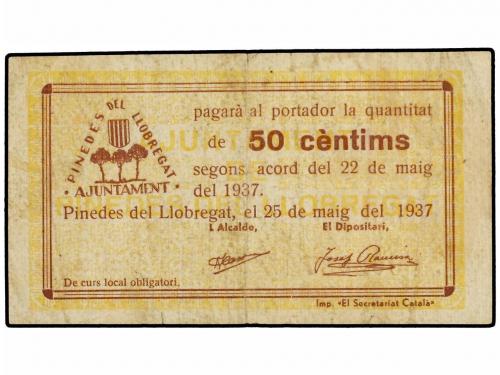 PINEDES DEL LLOBREGAT
• AJUNTAMENT •
pagarà al portador la quantitat
de 50 cèntims
segons acord del 22 de maig
del 1937.
Pinedes del Llobregat, el 25 de maig del 1937
L Alcalde,
El Dipositari,
De curs local obligatori.
Imp. «El Secretariat Català»